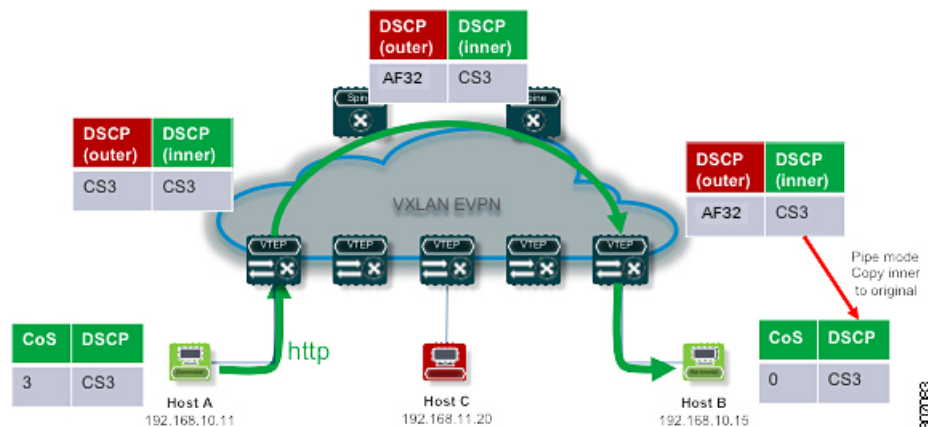 DSCP (outer) DSCP (inner)
AF32 CS3
Spine
DSCP (outer) DSCP (inner)
CS3 CS3
DSCP (outer) DSCP (inner)
AF32 CS3
VXLAN EVPN
VTEP VTEP VTEP VTEP VTEP
Pipe mode
Copy inner
to original
CoS DSCP
3 CS3
http
CoS DSCP
0 CS3
Host A
192.168.10.11
Host C
192.168.11.20
Host B
192.168.10.15